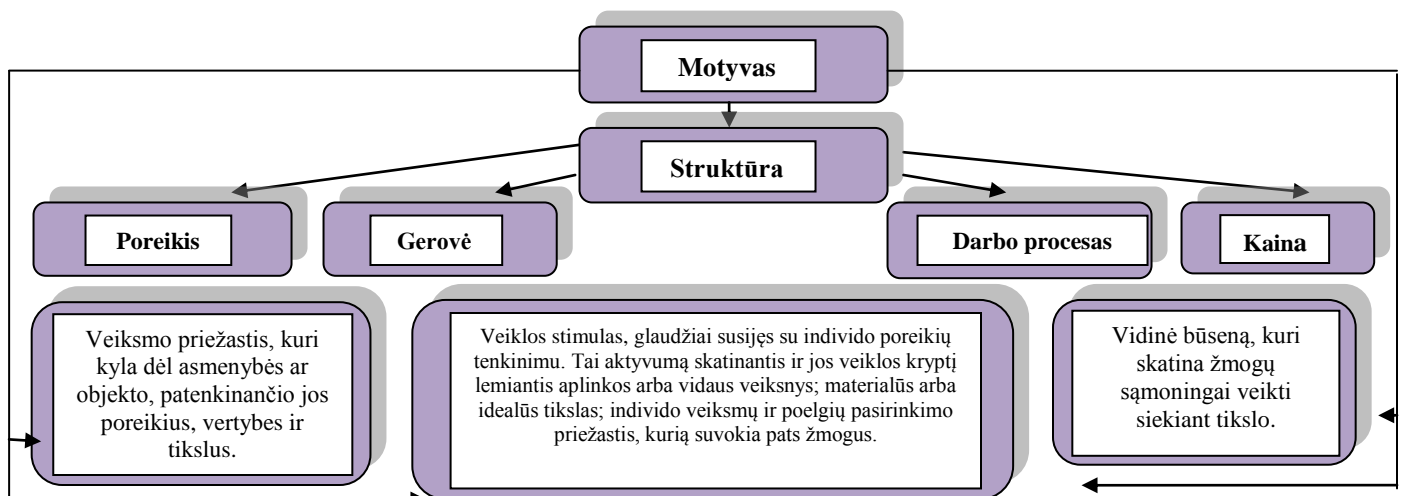 Motyvas
Struktūra
Poreikis
Gerovė
Darbo procesas
Kaina
Veiksmo priežastis, kuri
kyla dėl asmenybės ar
objekto, patenkinančio jos
poreikius, vertybes ir
tikslus.
Veiklos stimulas, glaudžiai susijęs su individo poreikių
tenkinimu. Tai aktyvumą skatinantis ir jos veiklos kryptį
lemiantis aplinkos arba vidaus veiksnys; materialūs arba
idealūs tikslas; individo veiksmų ir poelgių pasirinkimo
priežastis, kurią suvokia pats žmogus.
Vidinė būseną, kuri
skatina žmogų
sąmoningai veikti
siekiant tikslo.